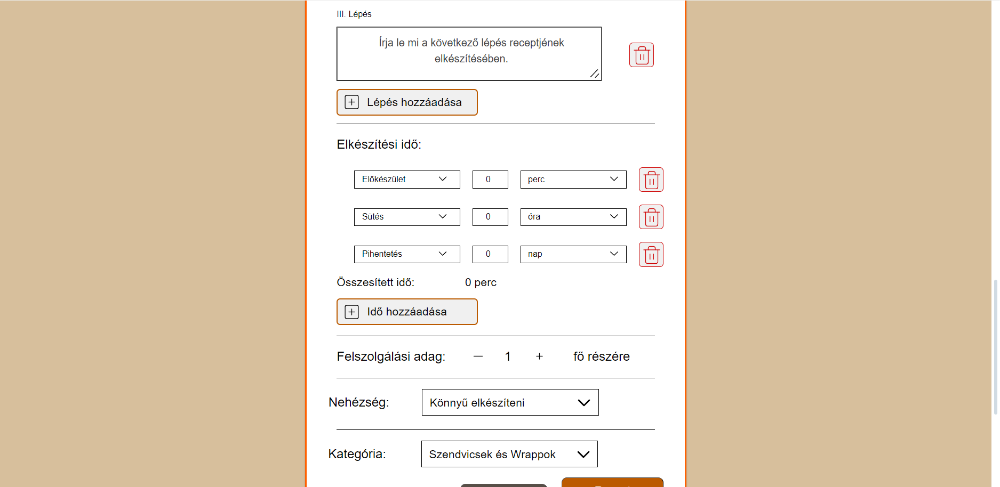 III. Lépés
Írja le mi a következő lépés receptjének
elkészítésében.
Lépés hozzáadása
Elkészítési idő:
Előkészület 0 perc
Sütés 0 óra
Pihentetés 0 nap
Összesített idő: 0 perc
Idő hozzáadása
Felszolgálási adag: — 1 + fő részére
Nehézség: Könnyű elkészíteni
Kategória: Szendvicsek és Wrappok